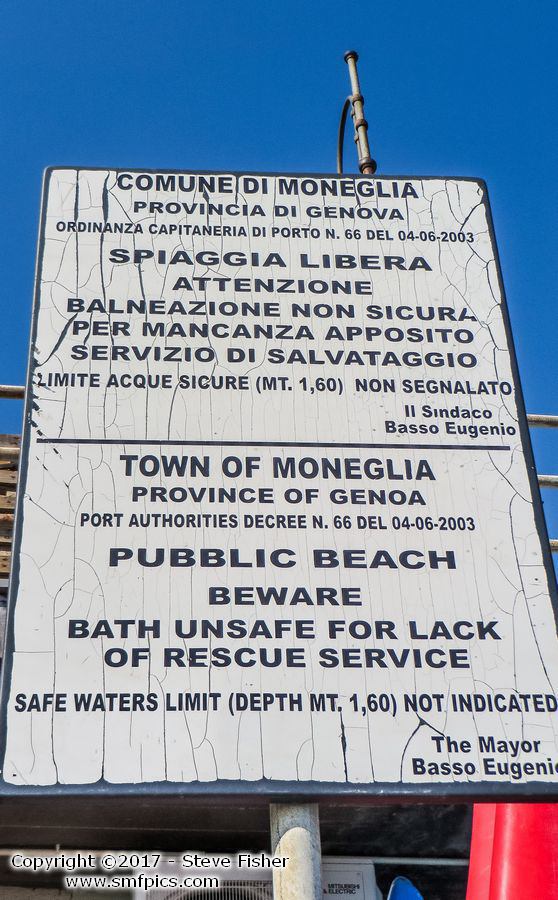 COMUNE DI MONEGLIA
PROVINCIA DI GENOVA
ORDINANZA CAPITANERIA DI PORTO N. 66 DEL 04-06-2003
SPIAGGIA LIBERA
ATTENZIONE
BALNEAZIONE NON SICURA
PER MANCANZA APPOSITO
SERVIZIO DI SALVATAGGIO
LIMITE ACQUE SICURE (MT. 1,60) NON SEGNALATO
Il Sindaco
Basso Eugenio
TOWN OF MONEGLIA
PROVINCE OF GENOA
PORT AUTHORITIES DECREE N. 66 DEL 04-06-2003
PUBBLIC BEACH
BEWARE
BATH UNSAFE FOR LACK
OF RESCUE SERVICE
SAFE WATERS LIMIT (DEPTH MT. 1,60) NOT INDICATED
The Mayor
Basso Eugenio
MITSUBISHI
ELECTRIC
Copyright ©2017 - Steve Fisher
www.smfpics.com